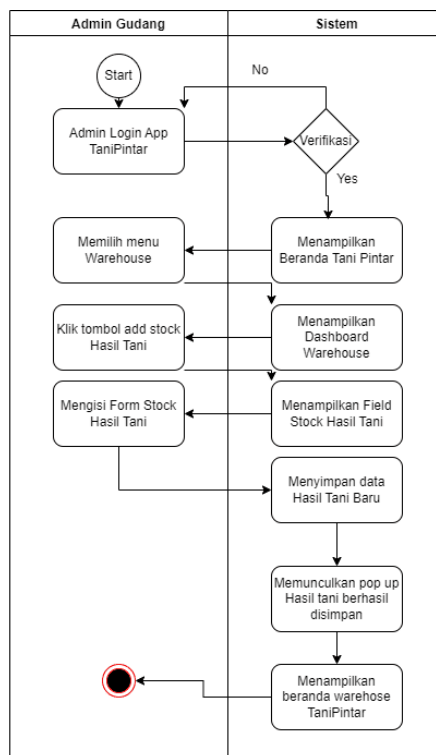 Admin Gudang
Sistem
Start
No
Admin Login App
TaniPintar
Verifikasi
Yes
Memilih menu
Warehouse
Menampilkan
Beranda Tani Pintar
Klik tombol add stock
Hasil Tani
Menampilkan
Dashboard
Warehouse
Mengisi Form Stock
Hasil Tani
Menampilkan Field
Stock Hasil Tani
Menyimpan data
Hasil Tani Baru
Memunculkan pop up
Hasil tani berhasil
disimpan
Menampilkan
beranda warehose
TaniPintar